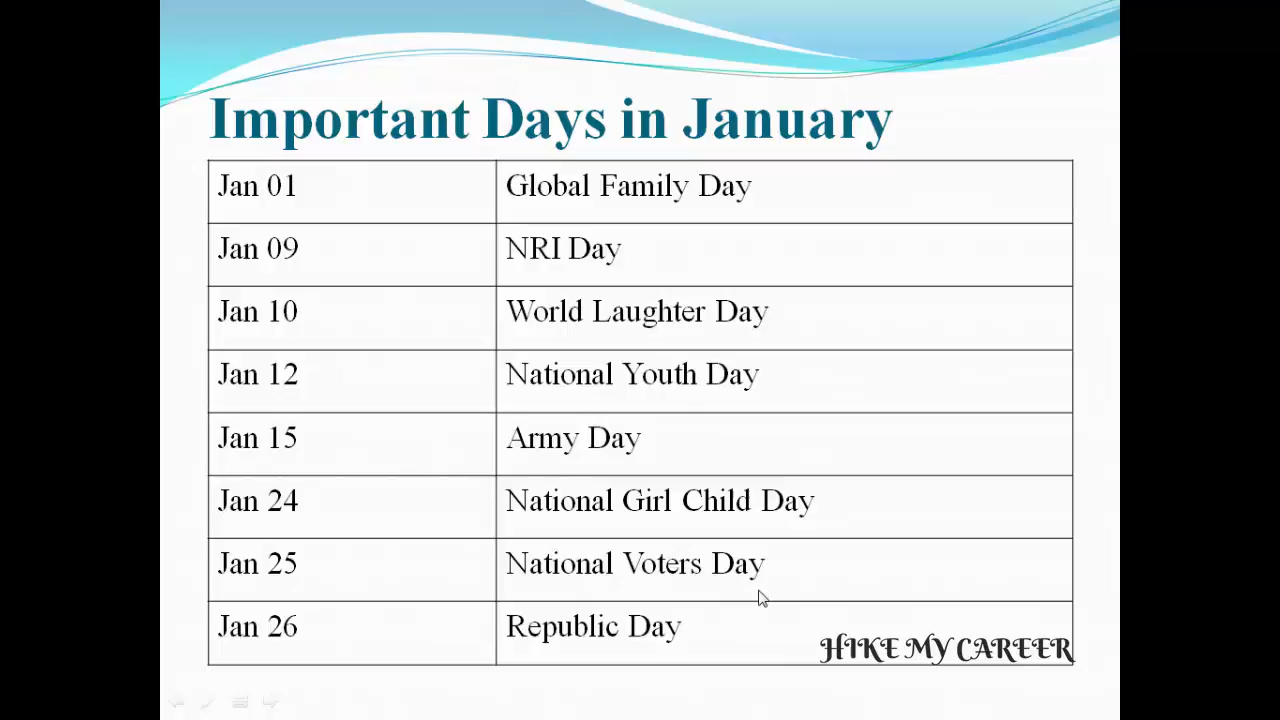 Important Days in January
Jan 01 Global Family Day
Jan 09 NRI Day
Jan 10 World Laughter Day
Jan 12 National Youth Day
Jan 15 Army Day
Jan 24 National Girl Child Day
Jan 25 National Voters Day
Jan 26 Republic Day
HIKE MY CAREER